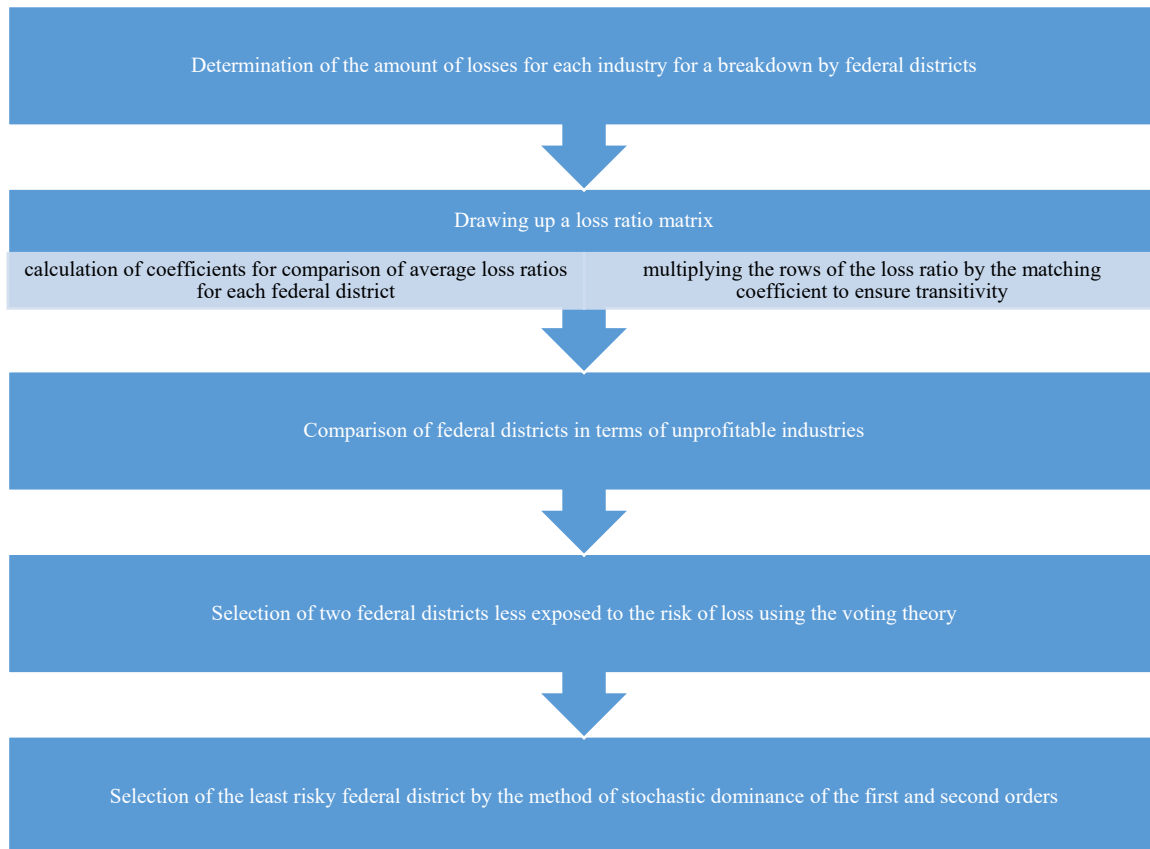 Determination of the amount of losses for each industry for a breakdown by federal districts
Drawing up a loss ratio matrix
calculation of coefficients for comparison of average loss ratios
for each federal district
multiplying the rows of the loss ratio by the matching
coefficient to ensure transitivity
Comparison of federal districts in terms of unprofitable industries
Selection of two federal districts less exposed to the risk of loss using the voting theory
Selection of the least risky federal district by the method of stochastic dominance of the first and second orders